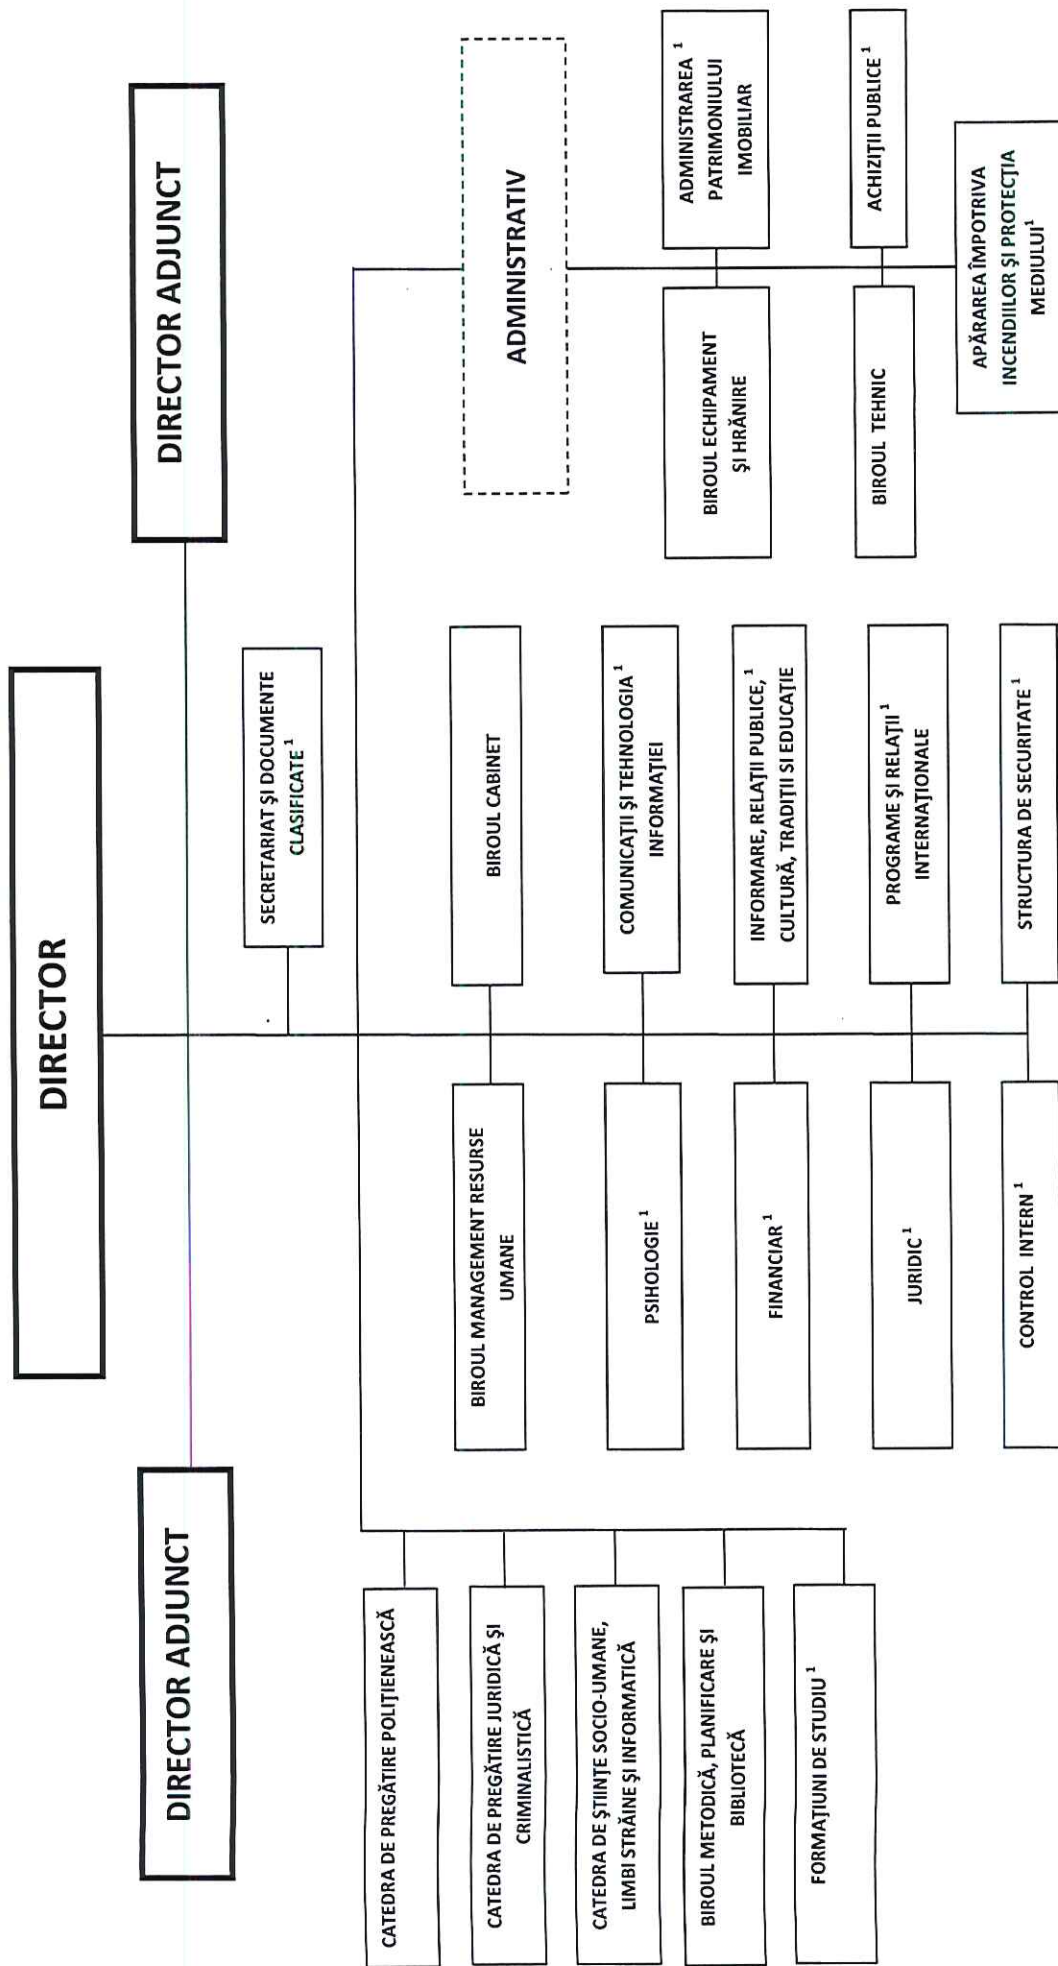 DIRECTOR
DIRECTOR ADJUNCT
DIRECTOR ADJUNCT
SECRETARIAT ŞI DOCUMENTE
CLASIFICATE ¹
CATEDRA DE PREGĂTIRE POLIŢIENEASCĂ
CATEDRA DE PREGĂTIRE JURIDICĂ ŞI
CRIMINALISTICĂ
CATEDRA DE ŞTIINŢE SOCIO-UMANE,
LIMBI STRĂINE ŞI INFORMATICĂ
BIROUL METODICĂ, PLANIFICARE ŞI
BIBLIOTECĂ
FORMAŢIUNI DE STUDIU ¹
BIROUL MANAGEMENT RESURSE
UMANE
PSIHOLOGIE ¹
FINANCIAR ¹
JURIDIC ¹
CONTROL INTERN ¹
BIROUL CABINET
COMUNICAŢII ŞI TEHNOLOGIA ¹
INFORMAŢIEI
INFORMARE, RELAŢII PUBLICE, ¹
CULTURĂ, TRADIŢII SI EDUCAŢIE
PROGRAME ŞI RELAŢII ¹
INTERNAŢIONALE
STRUCTURA DE SECURITATE ¹
ADMINISTRATIV
BIROUL ECHIPAMENT
ŞI HRĂNIRE
ADMINISTRAREA ¹
PATRIMONIULUI
IMOBILIAR
BIROUL TEHNIC
ACHIZIŢII PUBLICE ¹
APĂRAREA ÎMPOTRIVA
INCENDIILOR ŞI PROTECŢIA
MEDIULUI¹